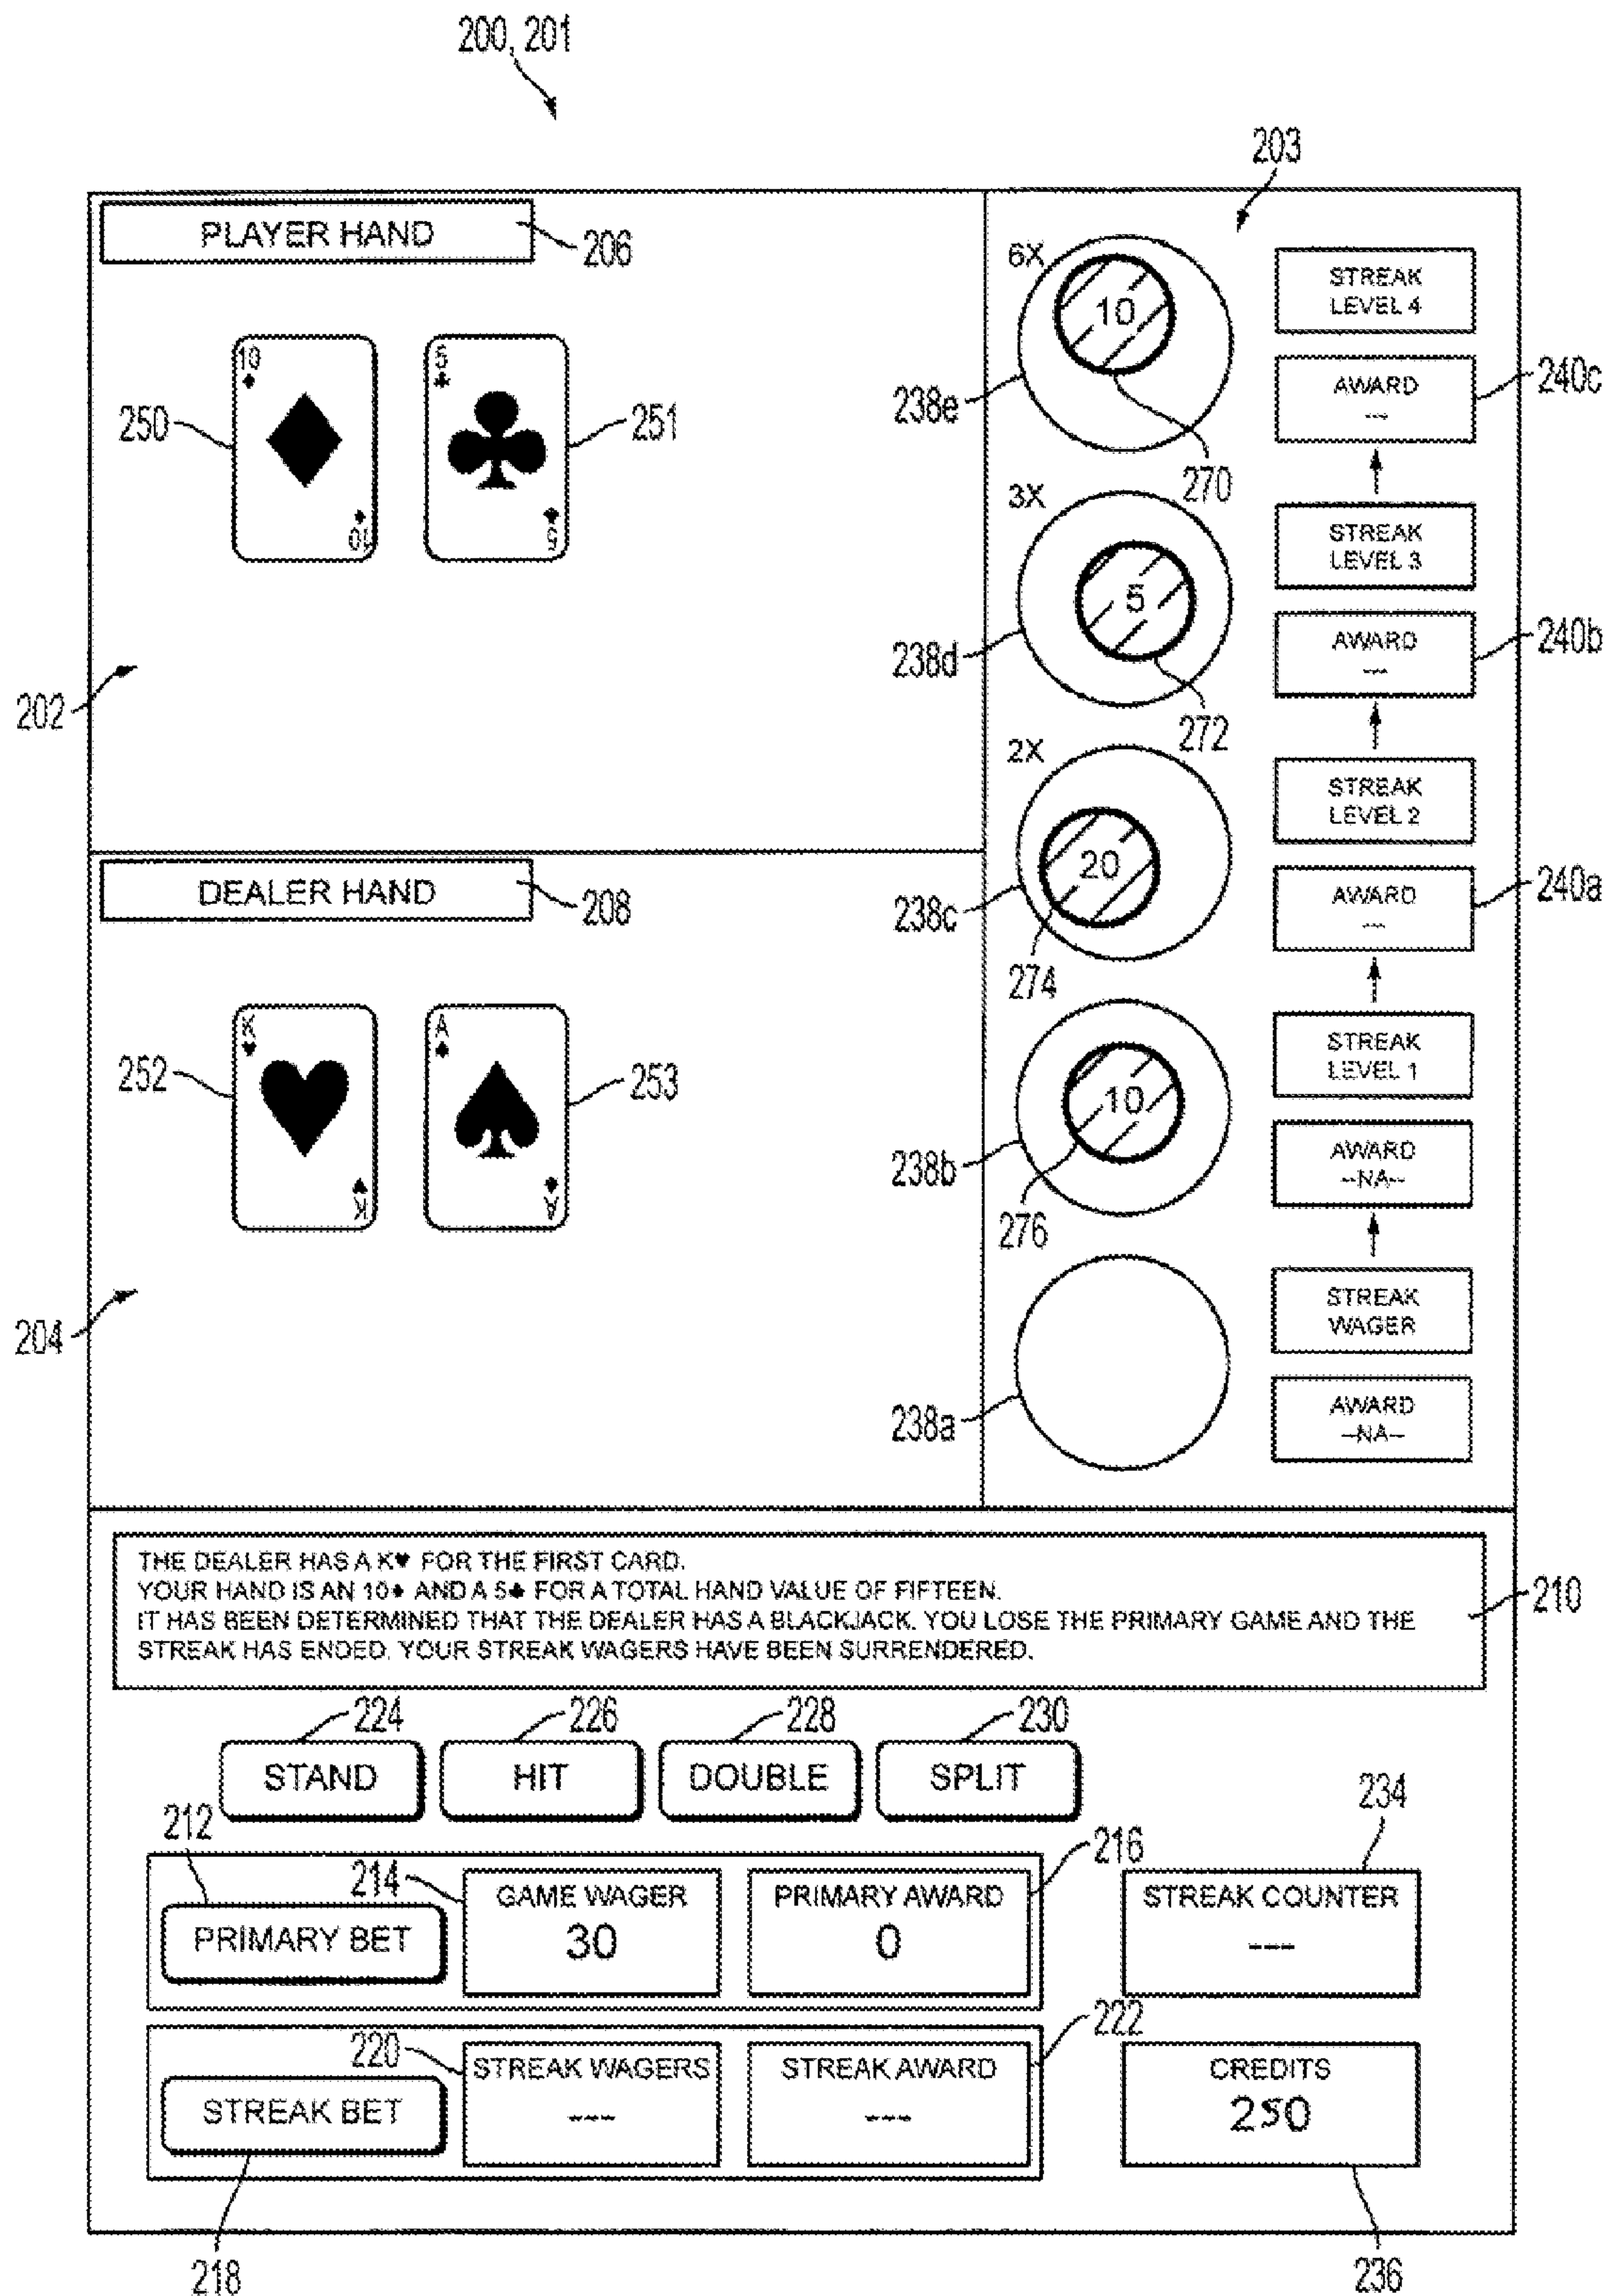 200, 201
203
PLAYER HAND
206
10♦
5♣
250
251
10♦
5♣
202
6X
10
238e
270
STREAK
LEVEL 4
AWARD
---
240c
3X
5
238d
272
STREAK
LEVEL 3
AWARD
---
240b
2X
20
238c
274
STREAK
LEVEL 2
AWARD
---
240a
DEALER HAND
208
K♥
A♠
252
253
K♥
A♠
204
10
238b
276
STREAK
LEVEL 1
AWARD
--NA--
238a
STREAK
WAGER
AWARD
--NA--
THE DEALER HAS A K♥ FOR THE FIRST CARD.
YOUR HAND IS AN 10♦ AND A 5♣ FOR A TOTAL HAND VALUE OF FIFTEEN.
IT HAS BEEN DETERMINED THAT THE DEALER HAS A BLACKJACK. YOU LOSE THE PRIMARY GAME AND THE
STREAK HAS ENDED. YOUR STREAK WAGERS HAVE BEEN SURRENDERED.
210
224
226
228
230
STAND
HIT
DOUBLE
SPLIT
212
214
216
234
PRIMARY BET
GAME WAGER
30
PRIMARY AWARD
0
STREAK COUNTER
---
220
222
STREAK BET
STREAK WAGERS
---
STREAK AWARD
---
CREDITS
250
218
236